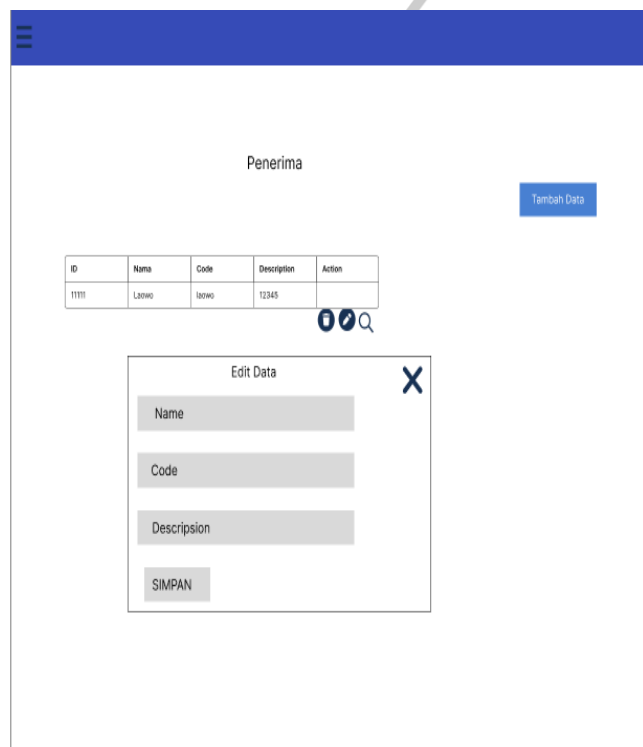 Penerima
Tambah Data
ID Nama Code Description Action
11111 Laowo laowo 12345
Edit Data
Name
Code
Descripsion
SIMPAN